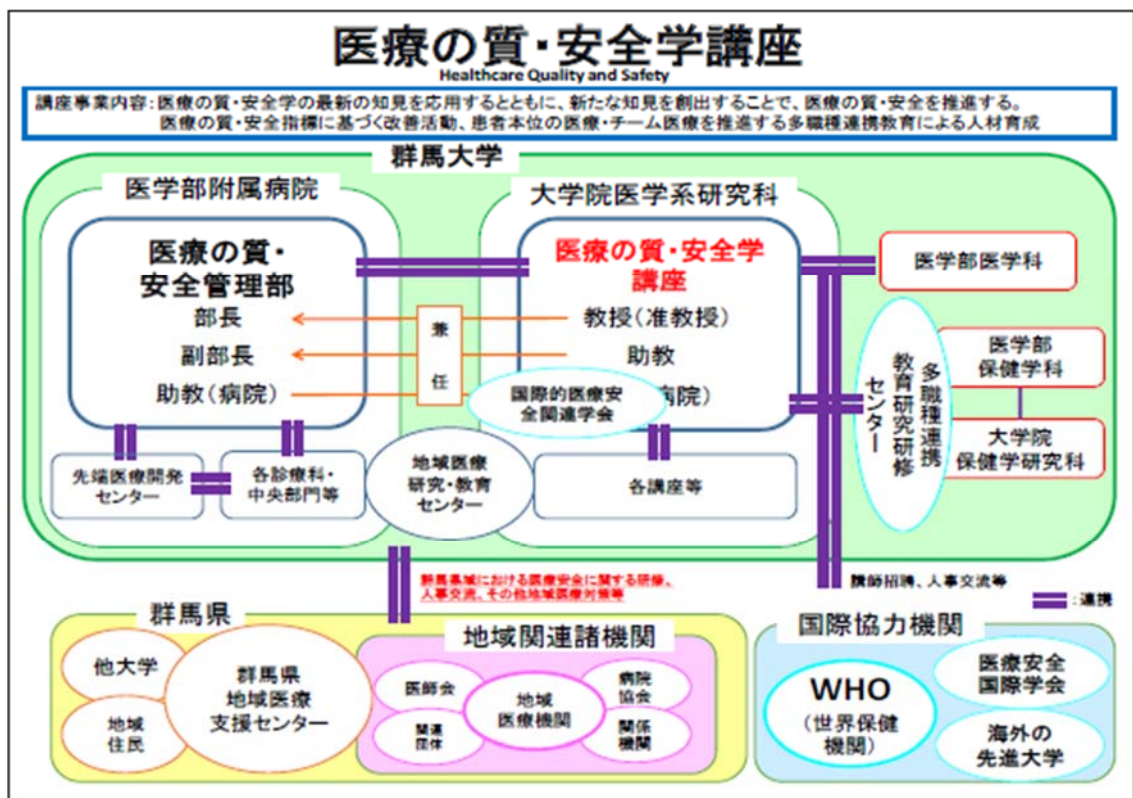 医療の質・安全学講座
Healthcare Quality and Safety
講座事業内容：医療の質・安全学の最新の知見を応用するとともに、新たな知見を創出することで、医療の質・安全を推進する。
医療の質・安全指標に基づく改善活動、患者本位の医療・チーム医療を推進する多職種連携教育による人材育成
群馬大学
医学部附属病院
大学院医学系研究科
医療の質・
安全管理部
部長
副部長
助教（病院）
兼
任
医療の質・安全学
講座
教授（准教授）
助教
病院）
国際的医療安
全関連学会
先端医療開発
センター
各診療科・
中央部門等
地域医療
研究・教育
センター
各講座等
医学部医学科
多職種連携
教育研究研修
センター
医学部
保健学科
大学院
保健学研究科
群馬県域における医療安全に関する研修、
人事交流、その他地域医療対策等
講師招聘、人事交流等
：連携
群馬県
他大学
地域
住民
群馬県
地域医療
支援センター
地域関連諸機関
医師会
関連
団体
地域
医療機関
病院
協会
関係
機関
国際協力機関
WHO
（世界保健
機関）
医療安全
国際学会
海外の
先進大学